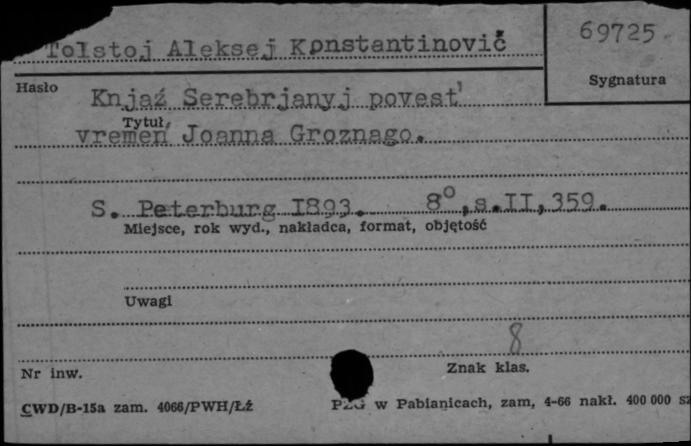 Tolstoj Aleksej Konstantinovič
69725
Sygnatura
Hasło
Knjaź Serebrjanyj povest'
Tytuł
vremeń Joanna Groznago.
S. Peterburg I893. 8°,s.II,359.
Miejsce, rok wyd., nakładca, format, objętość
Uwagi
8
Nr inw.
Znak klas.
CWD/B-15a zam. 4066/PWH/Łź
w Pabianicach, zam, 4-66 nakł. 400 000